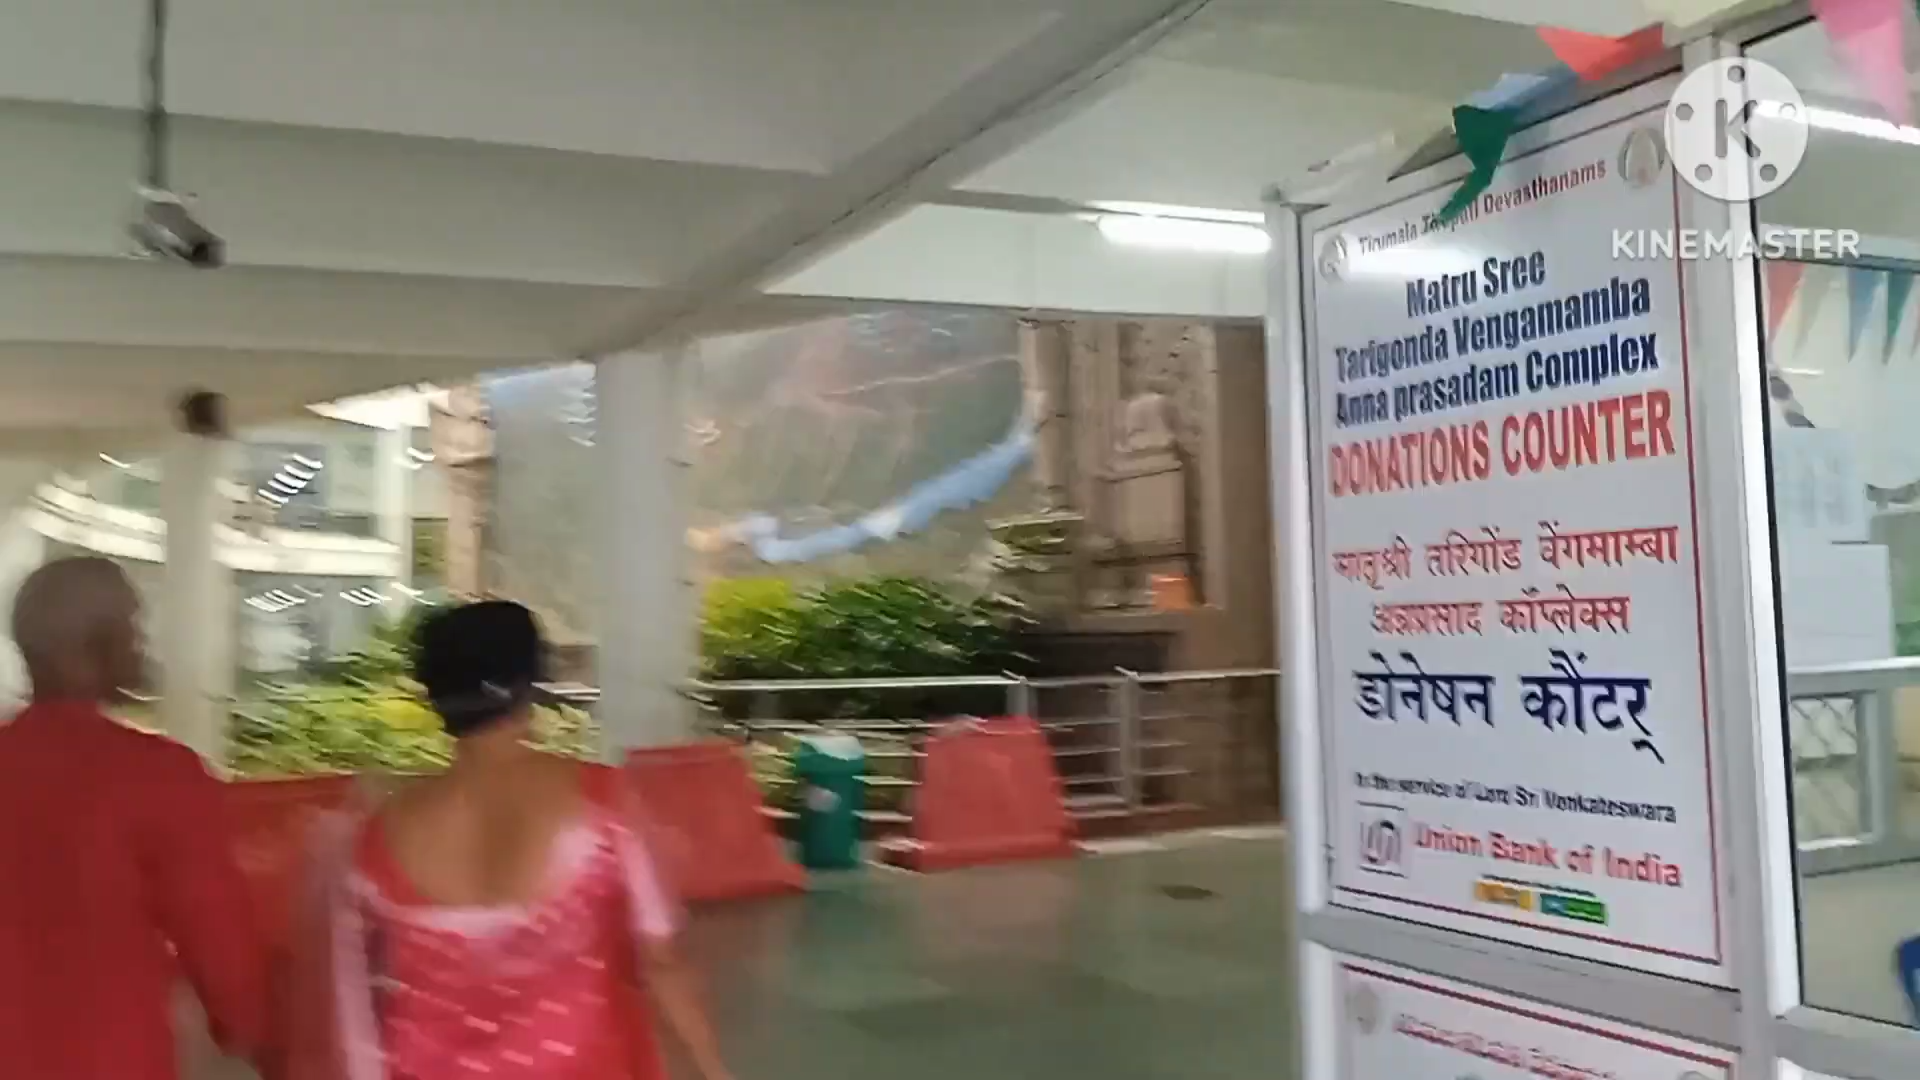 Tirumala Tirupati Devasthanams
Matru Sree
Tarigonda Vengamamba
Anna prasadam Complex
DONATIONS COUNTER
मातृश्री तरिगोंड वेंगमाम्बा
अन्नप्रसाद कॉप्लेक्स
डोनेषन कौंटर्
In the service of Lord Sri Venkateswara
Union Bank of India
KINEMASTER